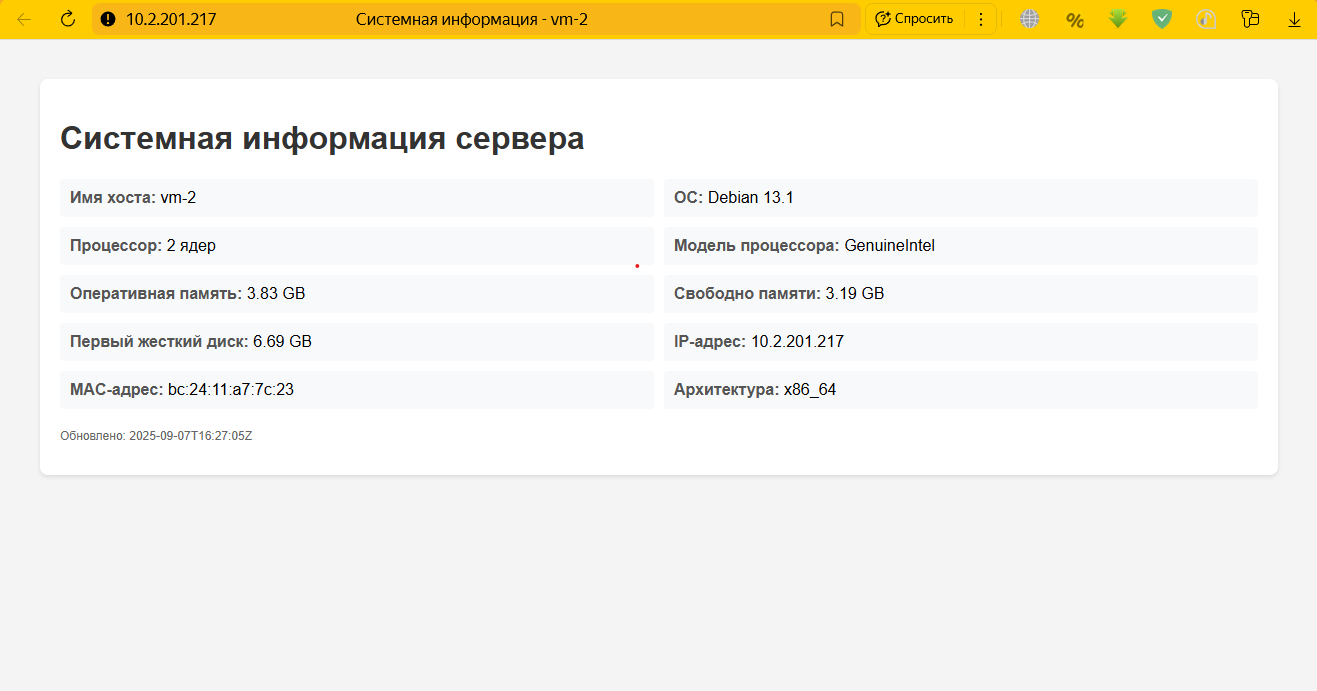 10.2.201.217 Системная информация - vm-2 Спросить
Системная информация сервера
Имя хоста: vm-2 ОС: Debian 13.1
Процессор: 2 ядер Модель процессора: GenuineIntel
Оперативная память: 3.83 GB Свободно памяти: 3.19 GB
Первый жесткий диск: 6.69 GB IP-адрес: 10.2.201.217
MAC-адрес: bc:24:11:a7:7c:23 Архитектура: x86_64
Обновлено: 2025-09-07T16:27:05Z